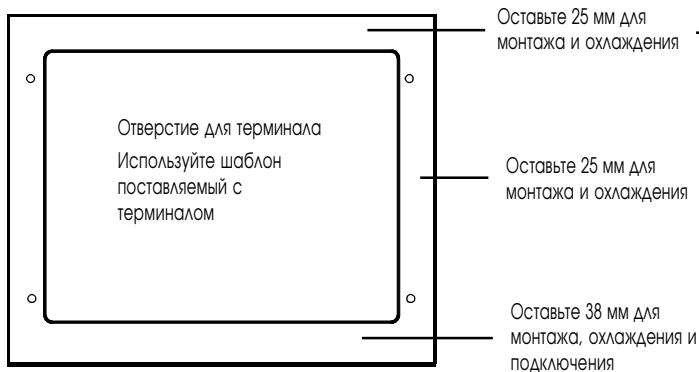 Оставьте 25 мм для
монтажа и охлаждения
Отверстие для терминала
Используйте шаблон
поставляемый с
терминалом
Оставьте 25 мм для
монтажа и охлаждения
Оставьте 38 мм для
монтажа, охлаждения и
подключения